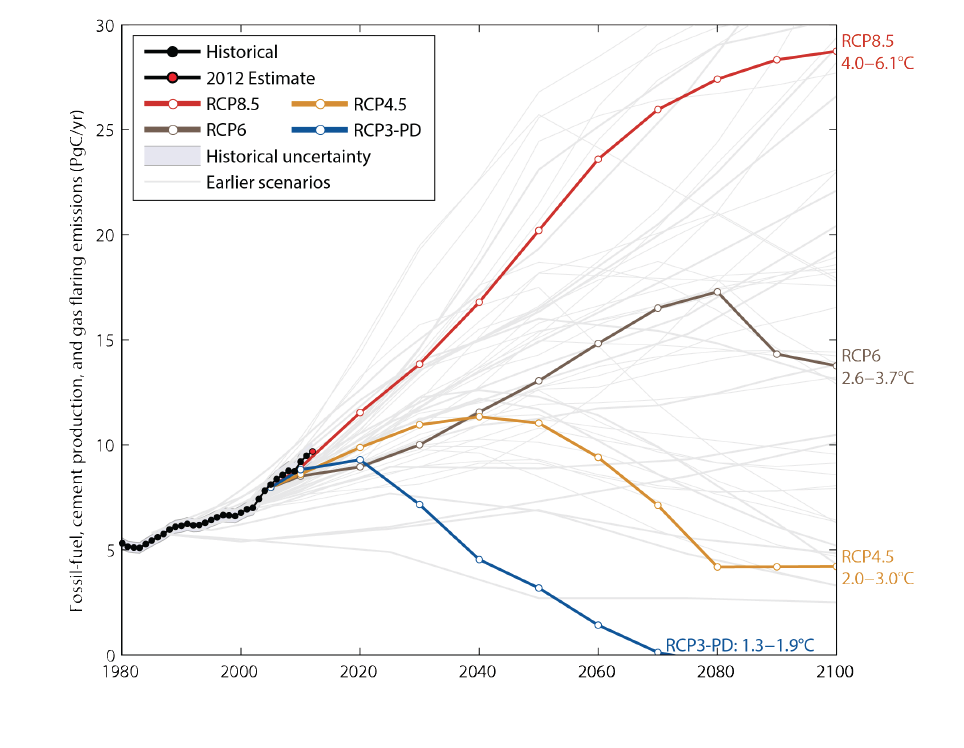 30
Historical
2012 Estimate
RCP8.5 RCP4.5
RCP6 RCP3-PD
Historical uncertainty
Earlier scenarios
RCP8.5
4.0–6.1°C
25
20
15
10
5
0
Fossil-fuel, cement production, and gas flaring emissions (PgC/yr)
RCP6
2.6–3.7°C
RCP4.5
2.0–3.0°C
RCP3-PD: 1.3–1.9°C
1980 2000 2020 2040 2060 2080 2100